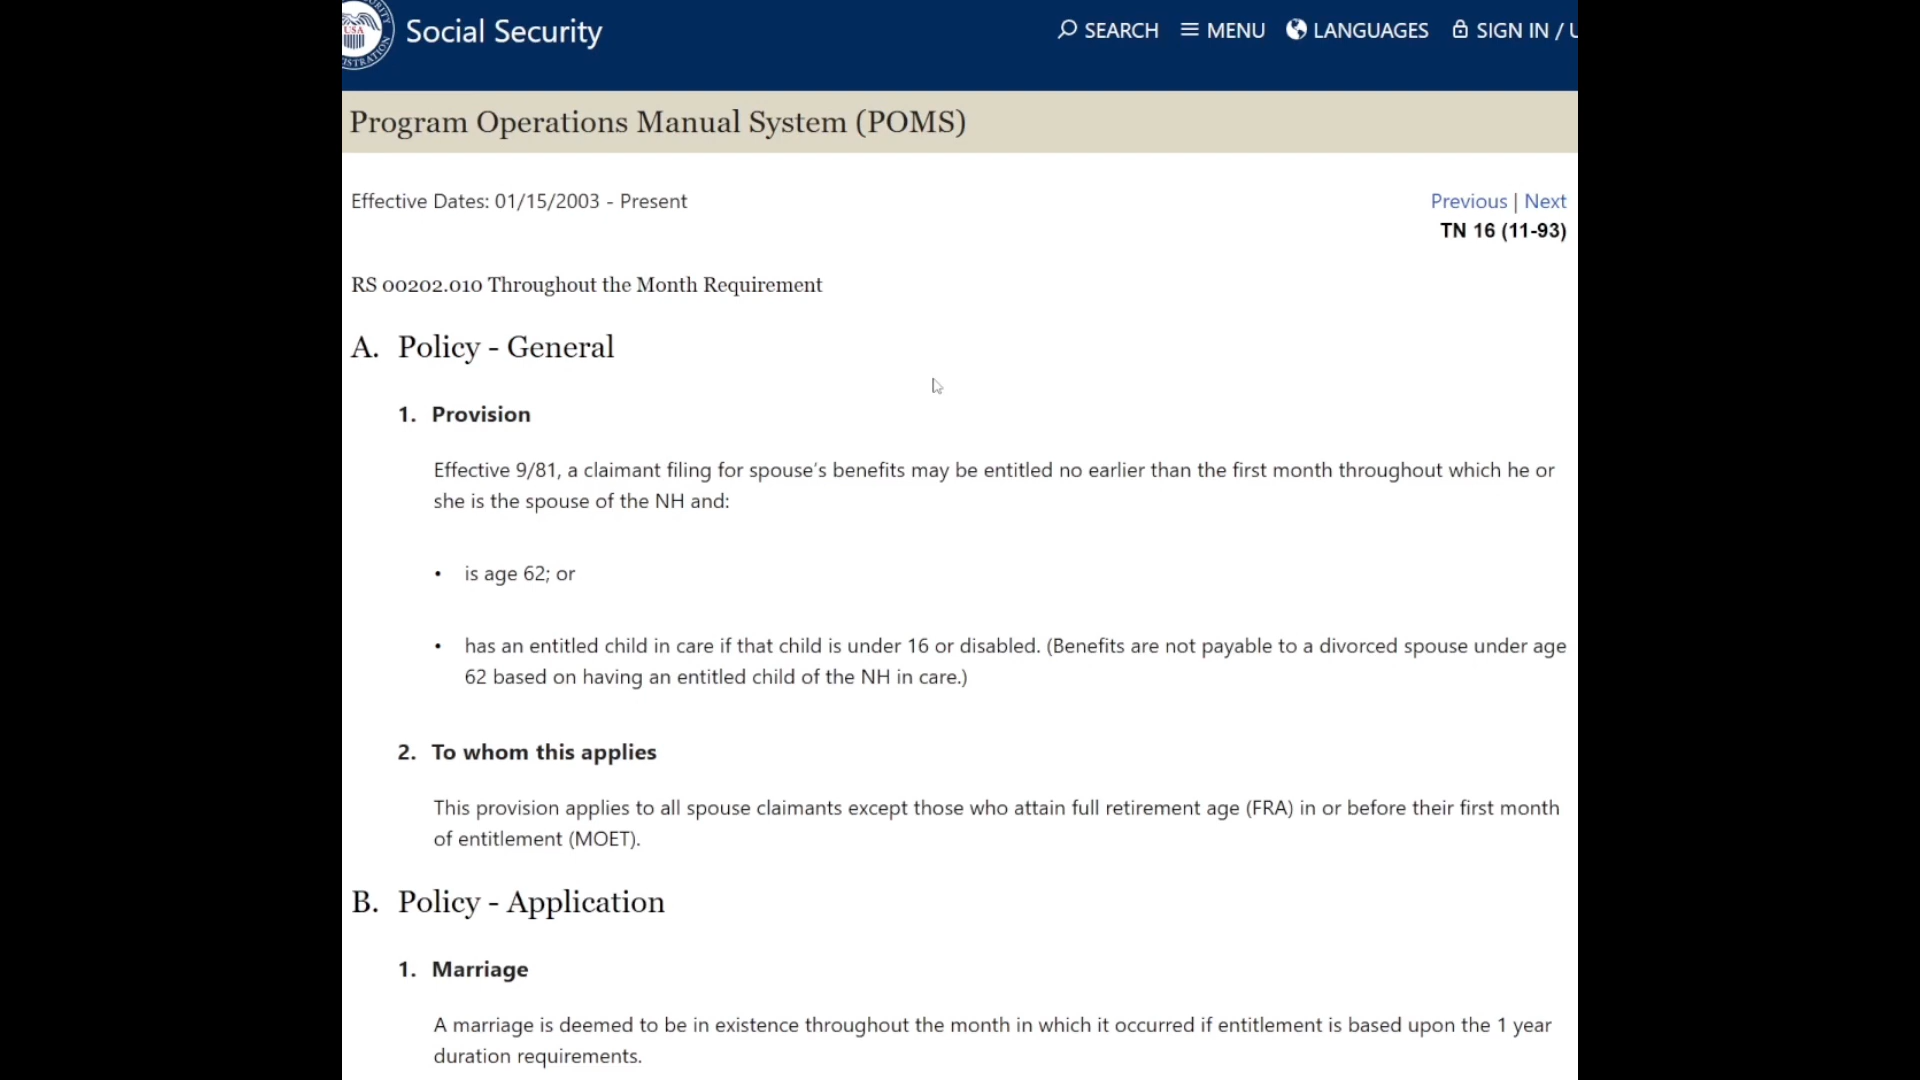 USA
Social Security
SEARCH MENU LANGUAGES SIGN IN /
Program Operations Manual System (POMS)
Effective Dates: 01/15/2003 - Present
Previous | Next
TN 16 (11-93)
RS 00202.010 Throughout the Month Requirement
A. Policy - General
1. Provision
Effective 9/81, a claimant filing for spouse's benefits may be entitled no earlier than the first month throughout which he or
she is the spouse of the NH and:
• is age 62; or
• has an entitled child in care if that child is under 16 or disabled. (Benefits are not payable to a divorced spouse under age
62 based on having an entitled child of the NH in care.)
2. To whom this applies
This provision applies to all spouse claimants except those who attain full retirement age (FRA) in or before their first month
of entitlement (MOET).
B. Policy - Application
1. Marriage
A marriage is deemed to be in existence throughout the month in which it occurred if entitlement is based upon the 1 year
duration requirements.